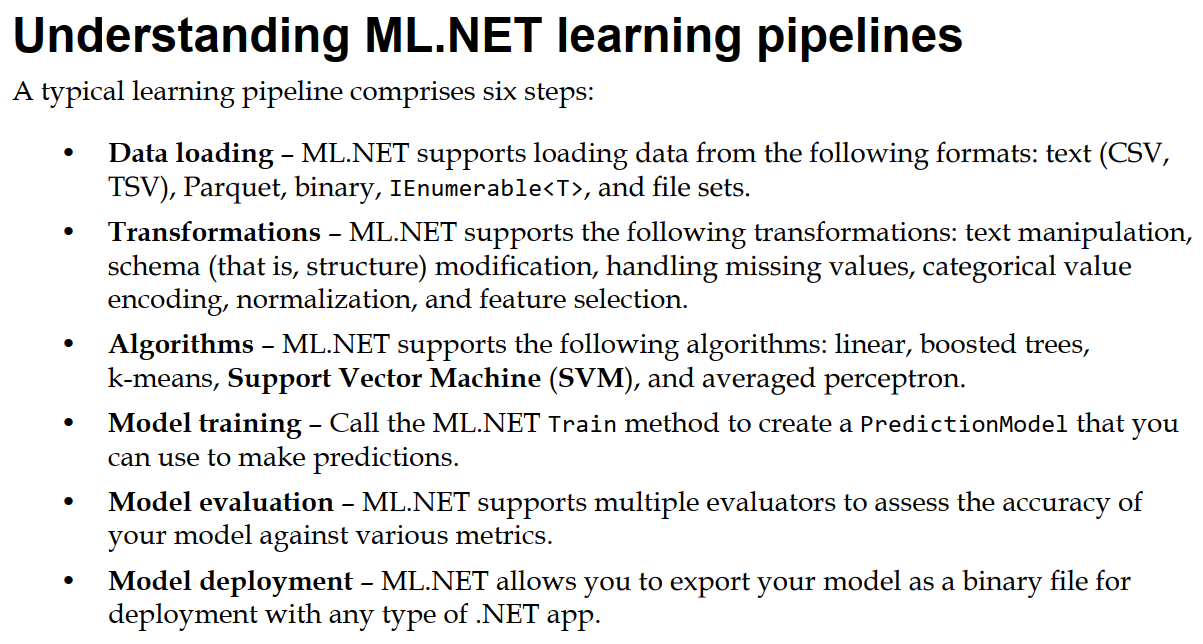 Understanding ML.NET learning pipelines
A typical learning pipeline comprises six steps:
• Data loading – ML.NET supports loading data from the following formats: text (CSV,
TSV), Parquet, binary, IEnumerable<T>, and file sets.
• Transformations – ML.NET supports the following transformations: text manipulation,
schema (that is, structure) modification, handling missing values, categorical value
encoding, normalization, and feature selection.
• Algorithms – ML.NET supports the following algorithms: linear, boosted trees,
k-means, Support Vector Machine (SVM), and averaged perceptron.
• Model training – Call the ML.NET Train method to create a PredictionModel that you
can use to make predictions.
• Model evaluation – ML.NET supports multiple evaluators to assess the accuracy of
your model against various metrics.
• Model deployment – ML.NET allows you to export your model as a binary file for
deployment with any type of .NET app.